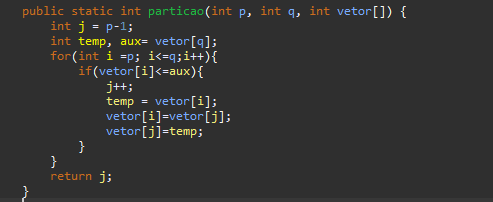 public static int particao(int p, int q, int vetor[]) {
    int j = p-1;
    int temp, aux= vetor[q];
    for(int i =p; i<=q;i++){
        if(vetor[i]<=aux){
            j++;
            temp = vetor[i];
            vetor[i]=vetor[j];
            vetor[j]=temp;
        }
    }
    return j;
}